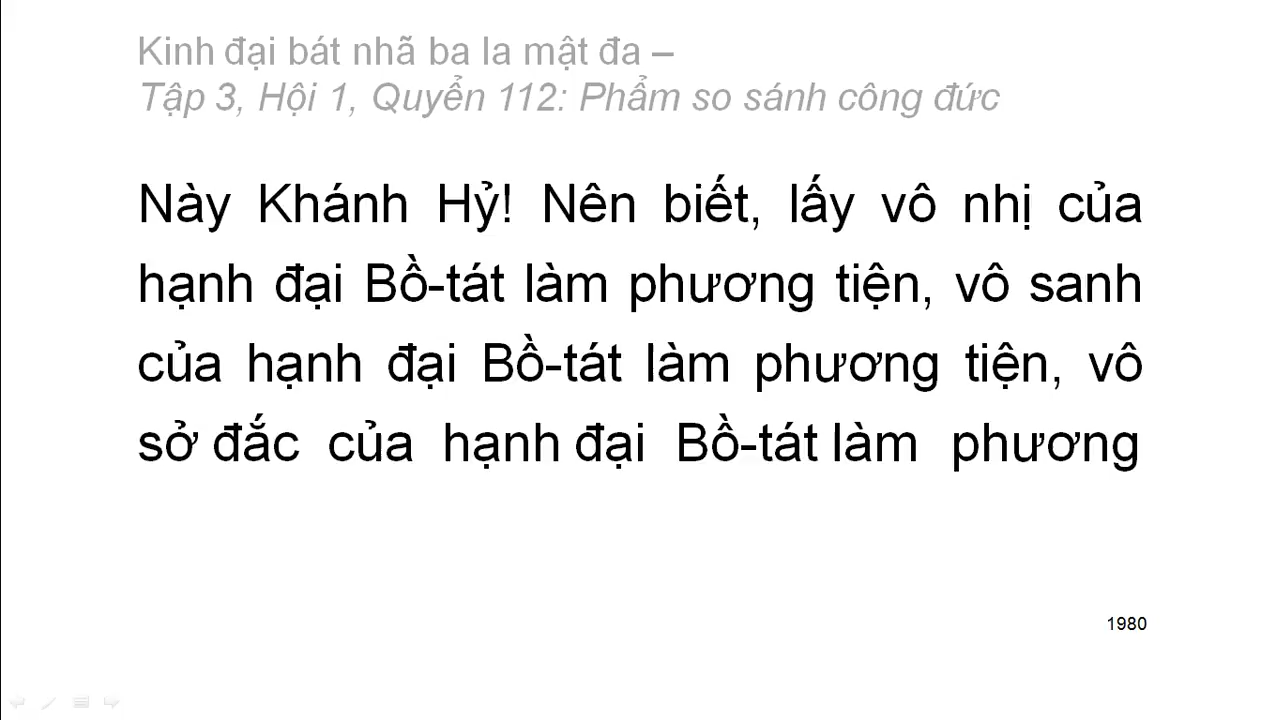 Kinh đại bát nhã ba la mật đa –
Tập 3, Hội 1, Quyển 112: Phẩm so sánh công đức
Này Khánh Hỷ! Nên biết, lấy vô nhị của
hạnh đại Bồ-tát làm phương tiện, vô sanh
của hạnh đại Bồ-tát làm phương tiện, vô
sở đắc của hạnh đại Bồ-tát làm phương
1980